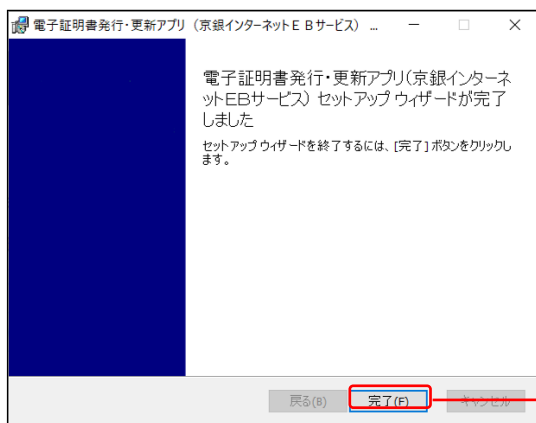 電子証明書発行・更新アプリ（京銀インターネットＥＢサービス） ...
電子証明書発行・更新アプリ(京銀インターネ
ットEBサービス) セットアップ ウィザードが完了
しました
セットアップ ウィザードを終了するには、[完了] ボタンをクリックし
ます。
戻る(B) 完了(F) キャンセル